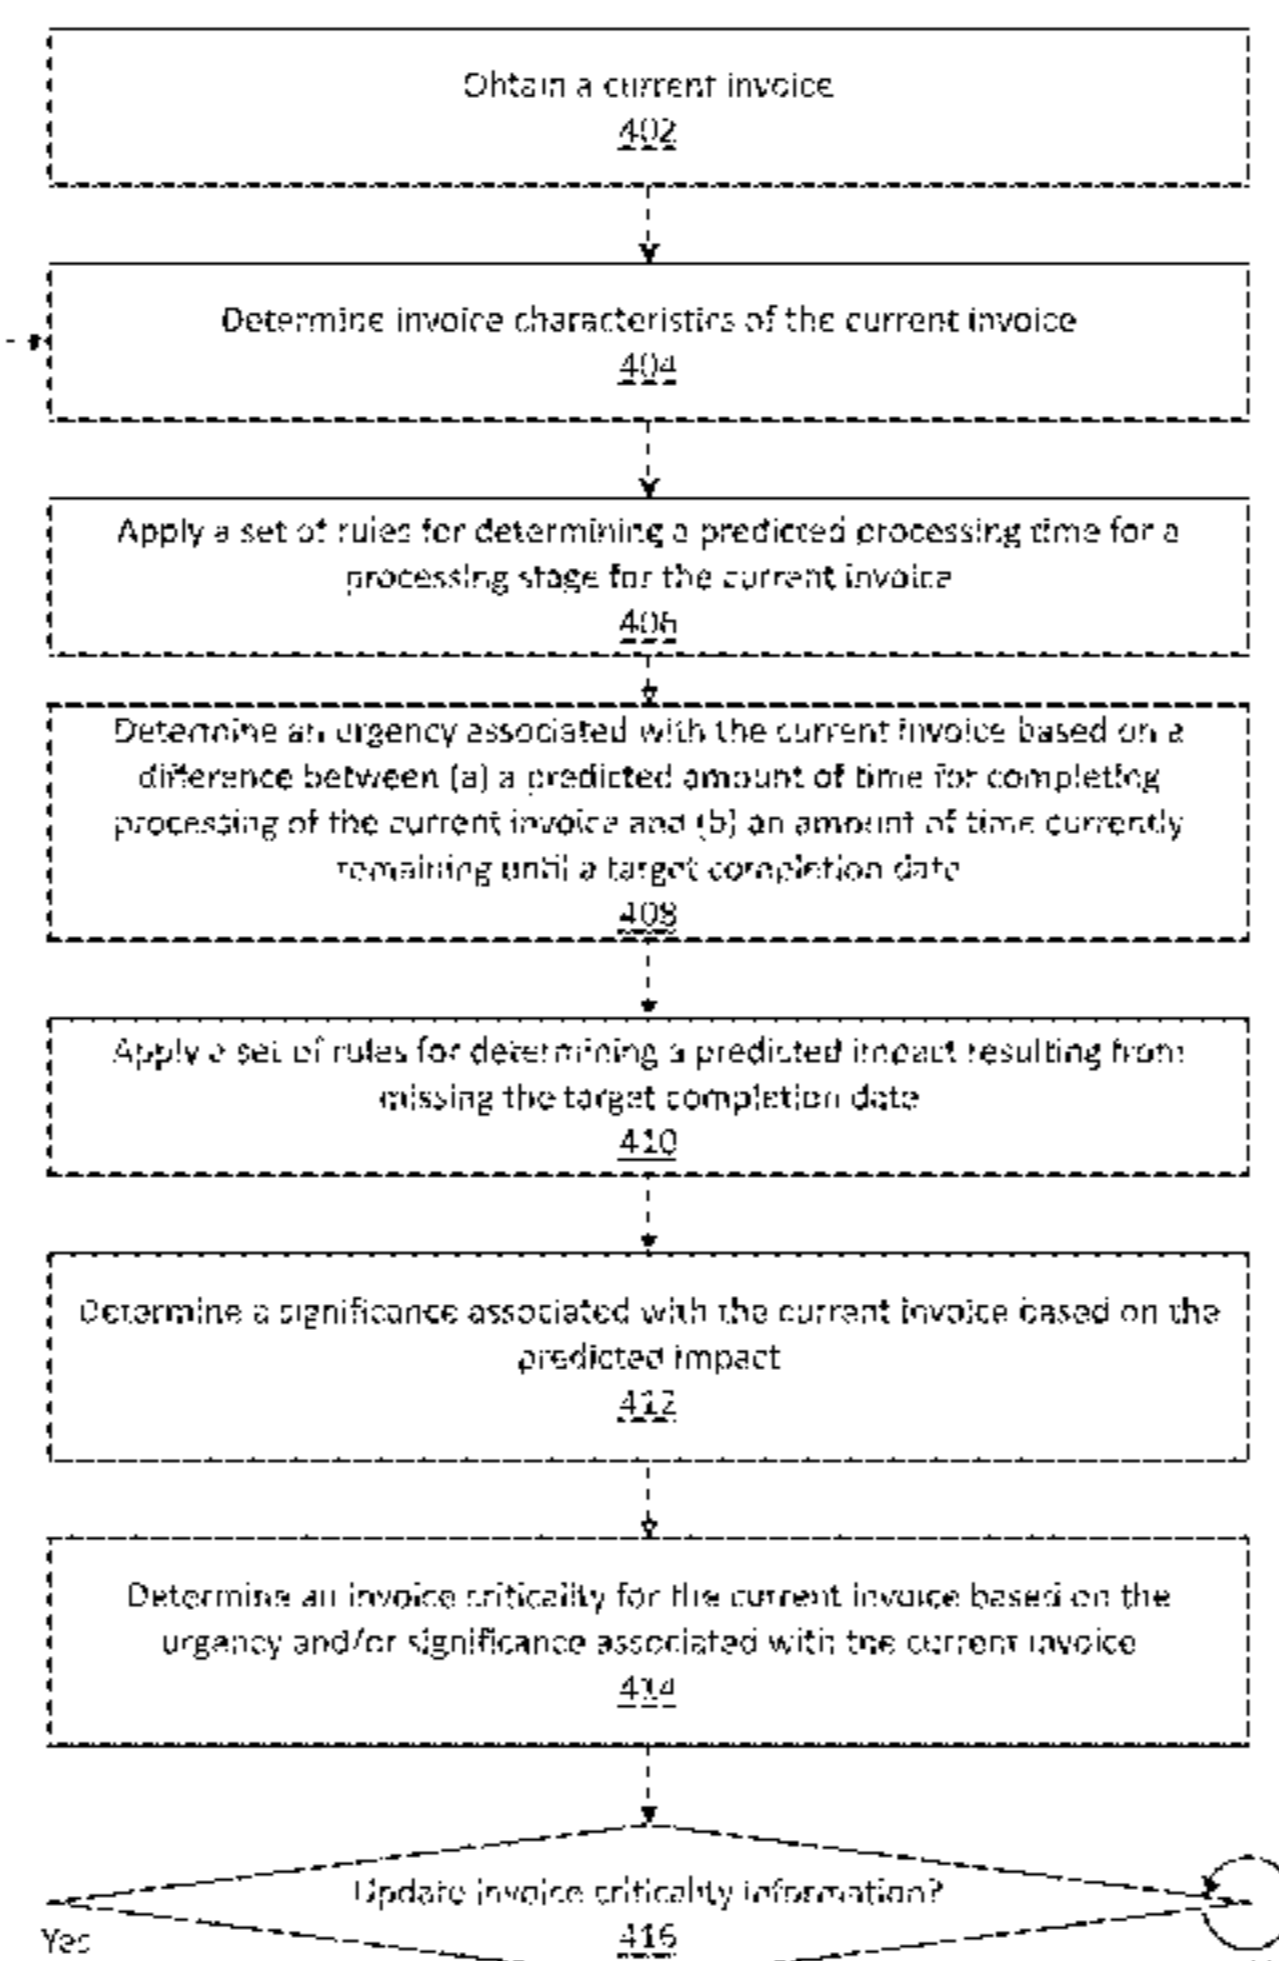 Obtain a current invoice
402
Determine invoice characteristics of the current invoice
404
Apply a set of rules for determining a predicted processing time for a
processing stage for the current invoice
406
Determine an urgency associated with the current invoice based on a
difference between (a) a predicted amount of time for completing
processing of the current invoice and (b) an amount of time currently
remaining until a target completion date
408
Apply a set of rules for determining a predicted impact resulting from
missing the target completion date
410
Determine a significance associated with the current invoice based on the
predicted impact
412
Determine an invoice criticality for the current invoice based on the
urgency and/or significance associated with the current invoice
414
Update invoice criticality information?
416
Yes